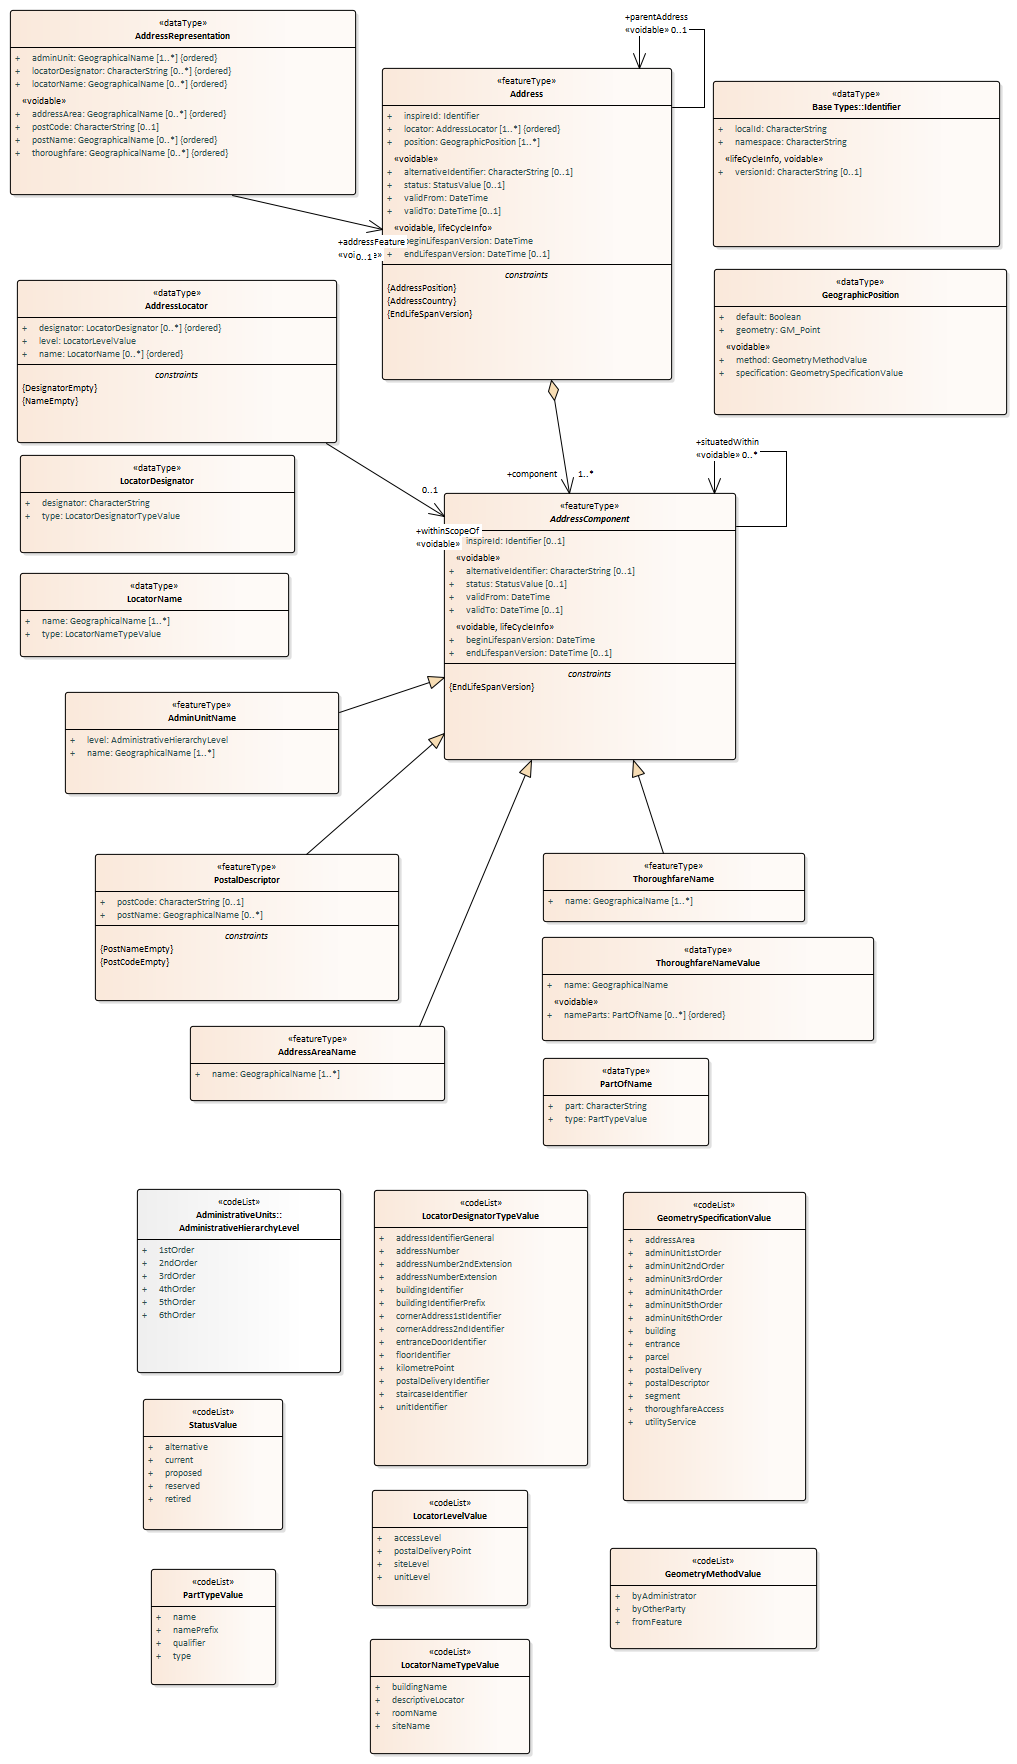 «dataType»
AddressRepresentation
+ adminUnit: GeographicalName [1..*] {ordered}
+ locatorDesignator: CharacterString [0..*] {ordered}
+ locatorName: GeographicalName [0..*] {ordered}
«voidable»
+ addressArea: GeographicalName [0..*] {ordered}
+ postCode: CharacterString [0..1]
+ postName: GeographicalName [0..*] {ordered}
+ thoroughfare: GeographicalName [0..*] {ordered}
+parentAddress
«voidable» 0..1
«featureType»
Address
+ inspireId: Identifier
+ locator: AddressLocator [1..*] {ordered}
+ position: GeographicPosition [1..*]
«voidable»
+ alternativeIdentifier: CharacterString [0..1]
+ status: StatusValue [0..1]
+ validFrom: DateTime
+ validTo: DateTime [0..1]
«voidable, lifeCycleInfo»
beginLifespanVersion: DateTime
+ endLifespanVersion: DateTime [0..1]
constraints
{AddressPosition}
{AddressCountry}
{EndLifeSpanVersion}
+addressFeature
0..1
«dataType»
Base Types::Identifier
+ localId: CharacterString
+ namespace: CharacterString
«lifeCycleInfo, voidable»
+ versionId: CharacterString [0..1]
«dataType»
GeographicPosition
+ default: Boolean
+ geometry: GM_Point
«voidable»
+ method: GeometryMethodValue
+ specification: GeometrySpecificationValue
«dataType»
AddressLocator
+ designator: LocatorDesignator [0..*] {ordered}
+ level: LocatorLevelValue
+ name: LocatorName [0..*] {ordered}
constraints
{DesignatorEmpty}
{NameEmpty}
«dataType»
LocatorDesignator
+ designator: CharacterString
+ type: LocatorDesignatorTypeValue
«dataType»
LocatorName
+ name: GeographicalName [1..*]
+ type: LocatorNameTypeValue
+component 1..*
+situatedWithin
«voidable» 0..*
0..1
+withinScopeOf
«voidable»
«featureType»
AddressComponent
inspireId: Identifier [0..1]
«voidable»
+ alternativeIdentifier: CharacterString [0..1]
+ status: StatusValue [0..1]
+ validFrom: DateTime
+ validTo: DateTime [0..1]
«voidable, lifeCycleInfo»
+ beginLifespanVersion: DateTime
+ endLifespanVersion: DateTime [0..1]
constraints
{EndLifeSpanVersion}
«featureType»
AdminUnitName
+ level: AdministrativeHierarchyLevel
+ name: GeographicalName [1..*]
«featureType»
PostalDescriptor
+ postCode: CharacterString [0..1]
+ postName: GeographicalName [0..*]
constraints
{PostNameEmpty}
{PostCodeEmpty}
«featureType»
ThoroughfareName
+ name: GeographicalName [1..*]
«dataType»
ThoroughfareNameValue
+ name: GeographicalName
«voidable»
+ nameParts: PartOfName [0..*] {ordered}
«featureType»
AddressAreaName
+ name: GeographicalName [1..*]
«dataType»
PartOfName
+ part: CharacterString
+ type: PartTypeValue
«codeList»
AdministrativeUnits::
AdministrativeHierarchyLevel
+ 1stOrder
+ 2ndOrder
+ 3rdOrder
+ 4thOrder
+ 5thOrder
+ 6thOrder
«codeList»
LocatorDesignatorTypeValue
+ addressIdentifierGeneral
+ addressNumber
+ addressNumber2ndExtension
+ addressNumberExtension
+ buildingIdentifier
+ buildingIdentifierPrefix
+ cornerAddress1stIdentifier
+ cornerAddress2ndIdentifier
+ entranceDoorIdentifier
+ floorIdentifier
+ kilometrePoint
+ postalDeliveryIdentifier
+ staircaseIdentifier
+ unitIdentifier
«codeList»
GeometrySpecificationValue
+ addressArea
+ adminUnit1stOrder
+ adminUnit2ndOrder
+ adminUnit3rdOrder
+ adminUnit4thOrder
+ adminUnit5thOrder
+ adminUnit6thOrder
+ building
+ entrance
+ parcel
+ postalDelivery
+ postalDescriptor
+ segment
+ thoroughfareAccess
+ utilityService
«codeList»
StatusValue
+ alternative
+ current
+ proposed
+ reserved
+ retired
«codeList»
LocatorLevelValue
+ accessLevel
+ postalDeliveryPoint
+ siteLevel
+ unitLevel
«codeList»
GeometryMethodValue
+ byAdministrator
+ byOtherParty
+ fromFeature
«codeList»
PartTypeValue
+ name
+ namePrefix
+ qualifier
+ type
«codeList»
LocatorNameTypeValue
+ buildingName
+ descriptiveLocator
+ roomName
+ siteName